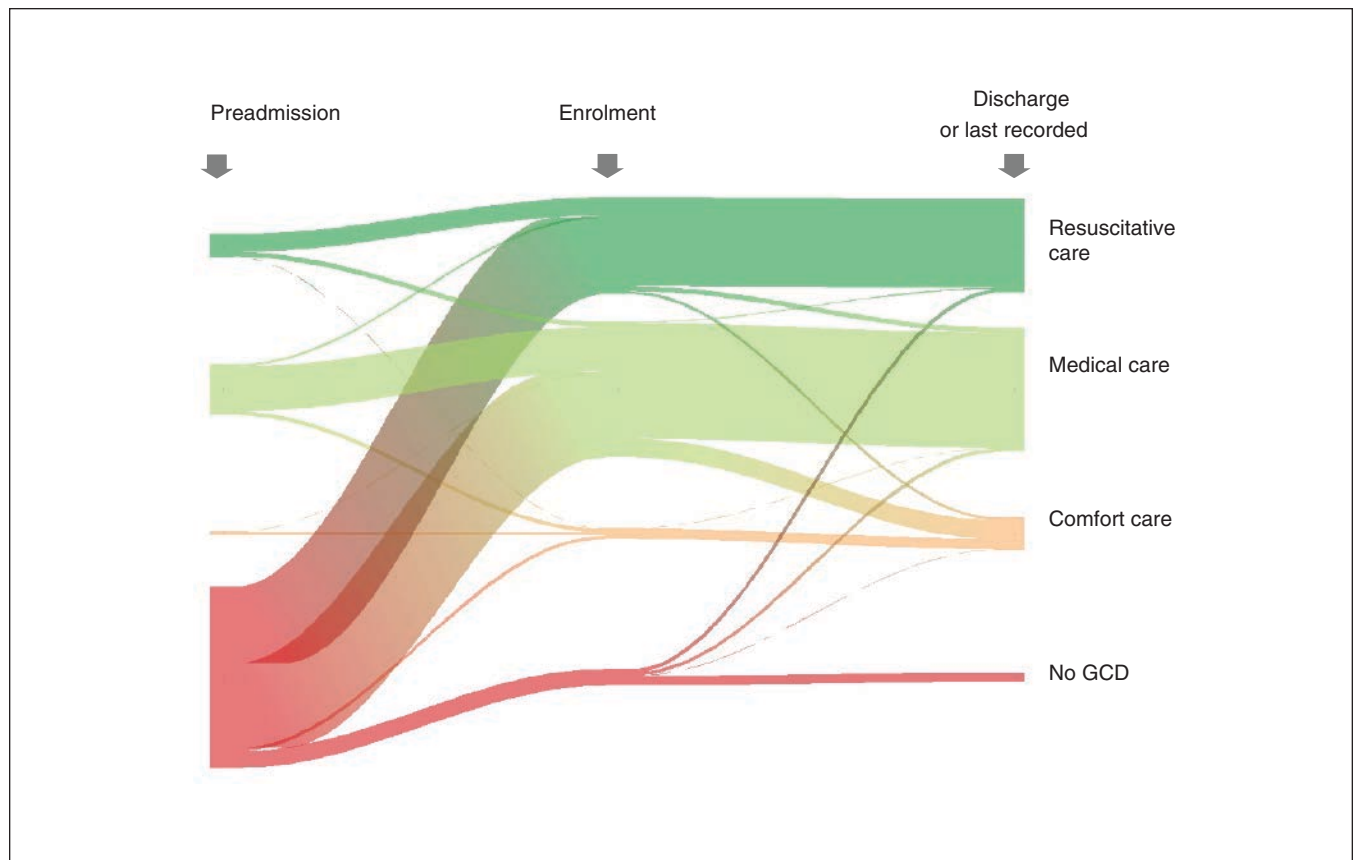 Preadmission
Enrolment
Discharge
or last recorded
Resuscitative
care
Medical care
Comfort care
No GCD